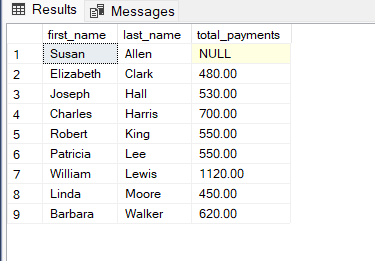 Results Messages
first_name last_name total_payments
1 Susan Allen NULL
2 Elizabeth Clark 480.00
3 Joseph Hall 530.00
4 Charles Harris 700.00
5 Robert King 550.00
6 Patricia Lee 550.00
7 William Lewis 1120.00
8 Linda Moore 450.00
9 Barbara Walker 620.00